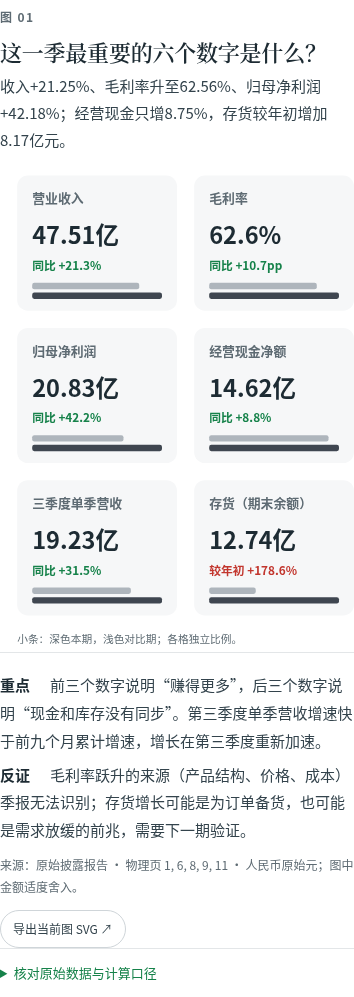 图 01
这一季最重要的六个数字是什么？
收入+21.25%、毛利率升至62.56%、归母净利润
+42.18%；经营现金只增8.75%，存货较年初增加
8.17亿元。
营业收入
47.51亿
同比 +21.3%
毛利率
62.6%
同比 +10.7pp
归母净利润
20.83亿
同比 +42.2%
经营现金净额
14.62亿
同比 +8.8%
三季度单季营收
19.23亿
同比 +31.5%
存货（期末余额）
12.74亿
较年初 +178.6%
小条：深色本期，浅色对比期；各格独立比例。
重点 前三个数字说明“赚得更多”，后三个数字说
明“现金和库存没有同步”。第三季度单季营收增速快
于前九个月累计增速，增长在第三季度重新加速。
反证 毛利率跃升的来源（产品结构、价格、成本）
季报无法识别；存货增长可能是为订单备货，也可能
是需求放缓的前兆，需要下一期验证。
来源：原始披露报告 · 物理页 1, 6, 8, 9, 11 · 人民币原始元；图中
金额适度舍入。
导出当前图 SVG ↗
▶ 核对原始数据与计算口径